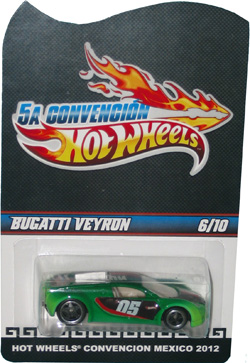 5A CONVENCIÓN
HOT WHEELS
BUGATTI VEYRON 6/10
05
HOT WHEELS® CONVENCION MEXICO 2012